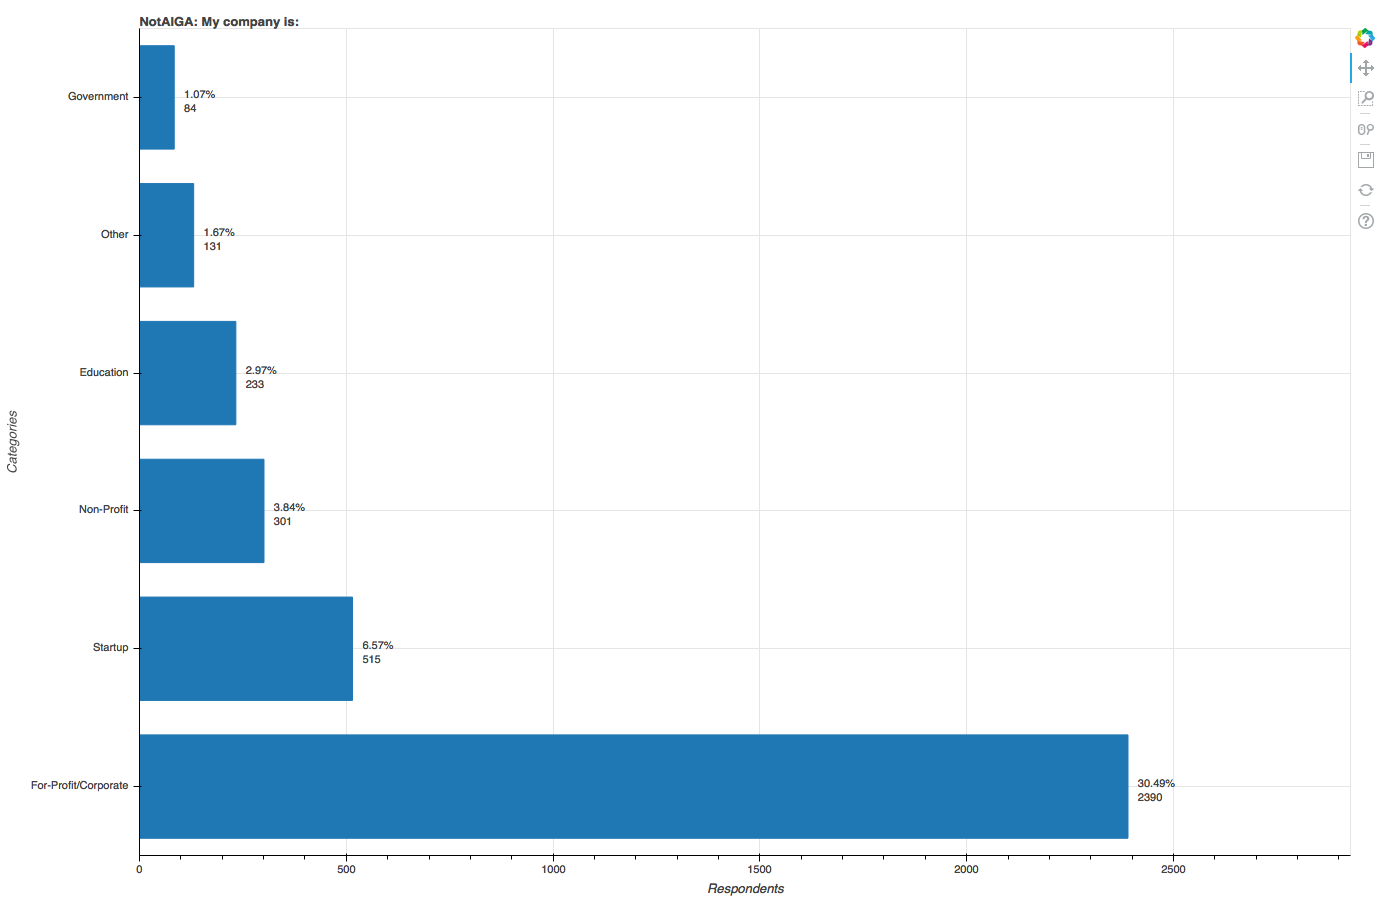 NotAIGA: My company is:
Government
1.07%
84
Other
1.67%
131
Education
2.97%
233
Categories
Non-Profit
3.84%
301
Startup
6.57%
515
For-Profit/Corporate
30.49%
2390
0 500 1000 1500 2000 2500
Respondents